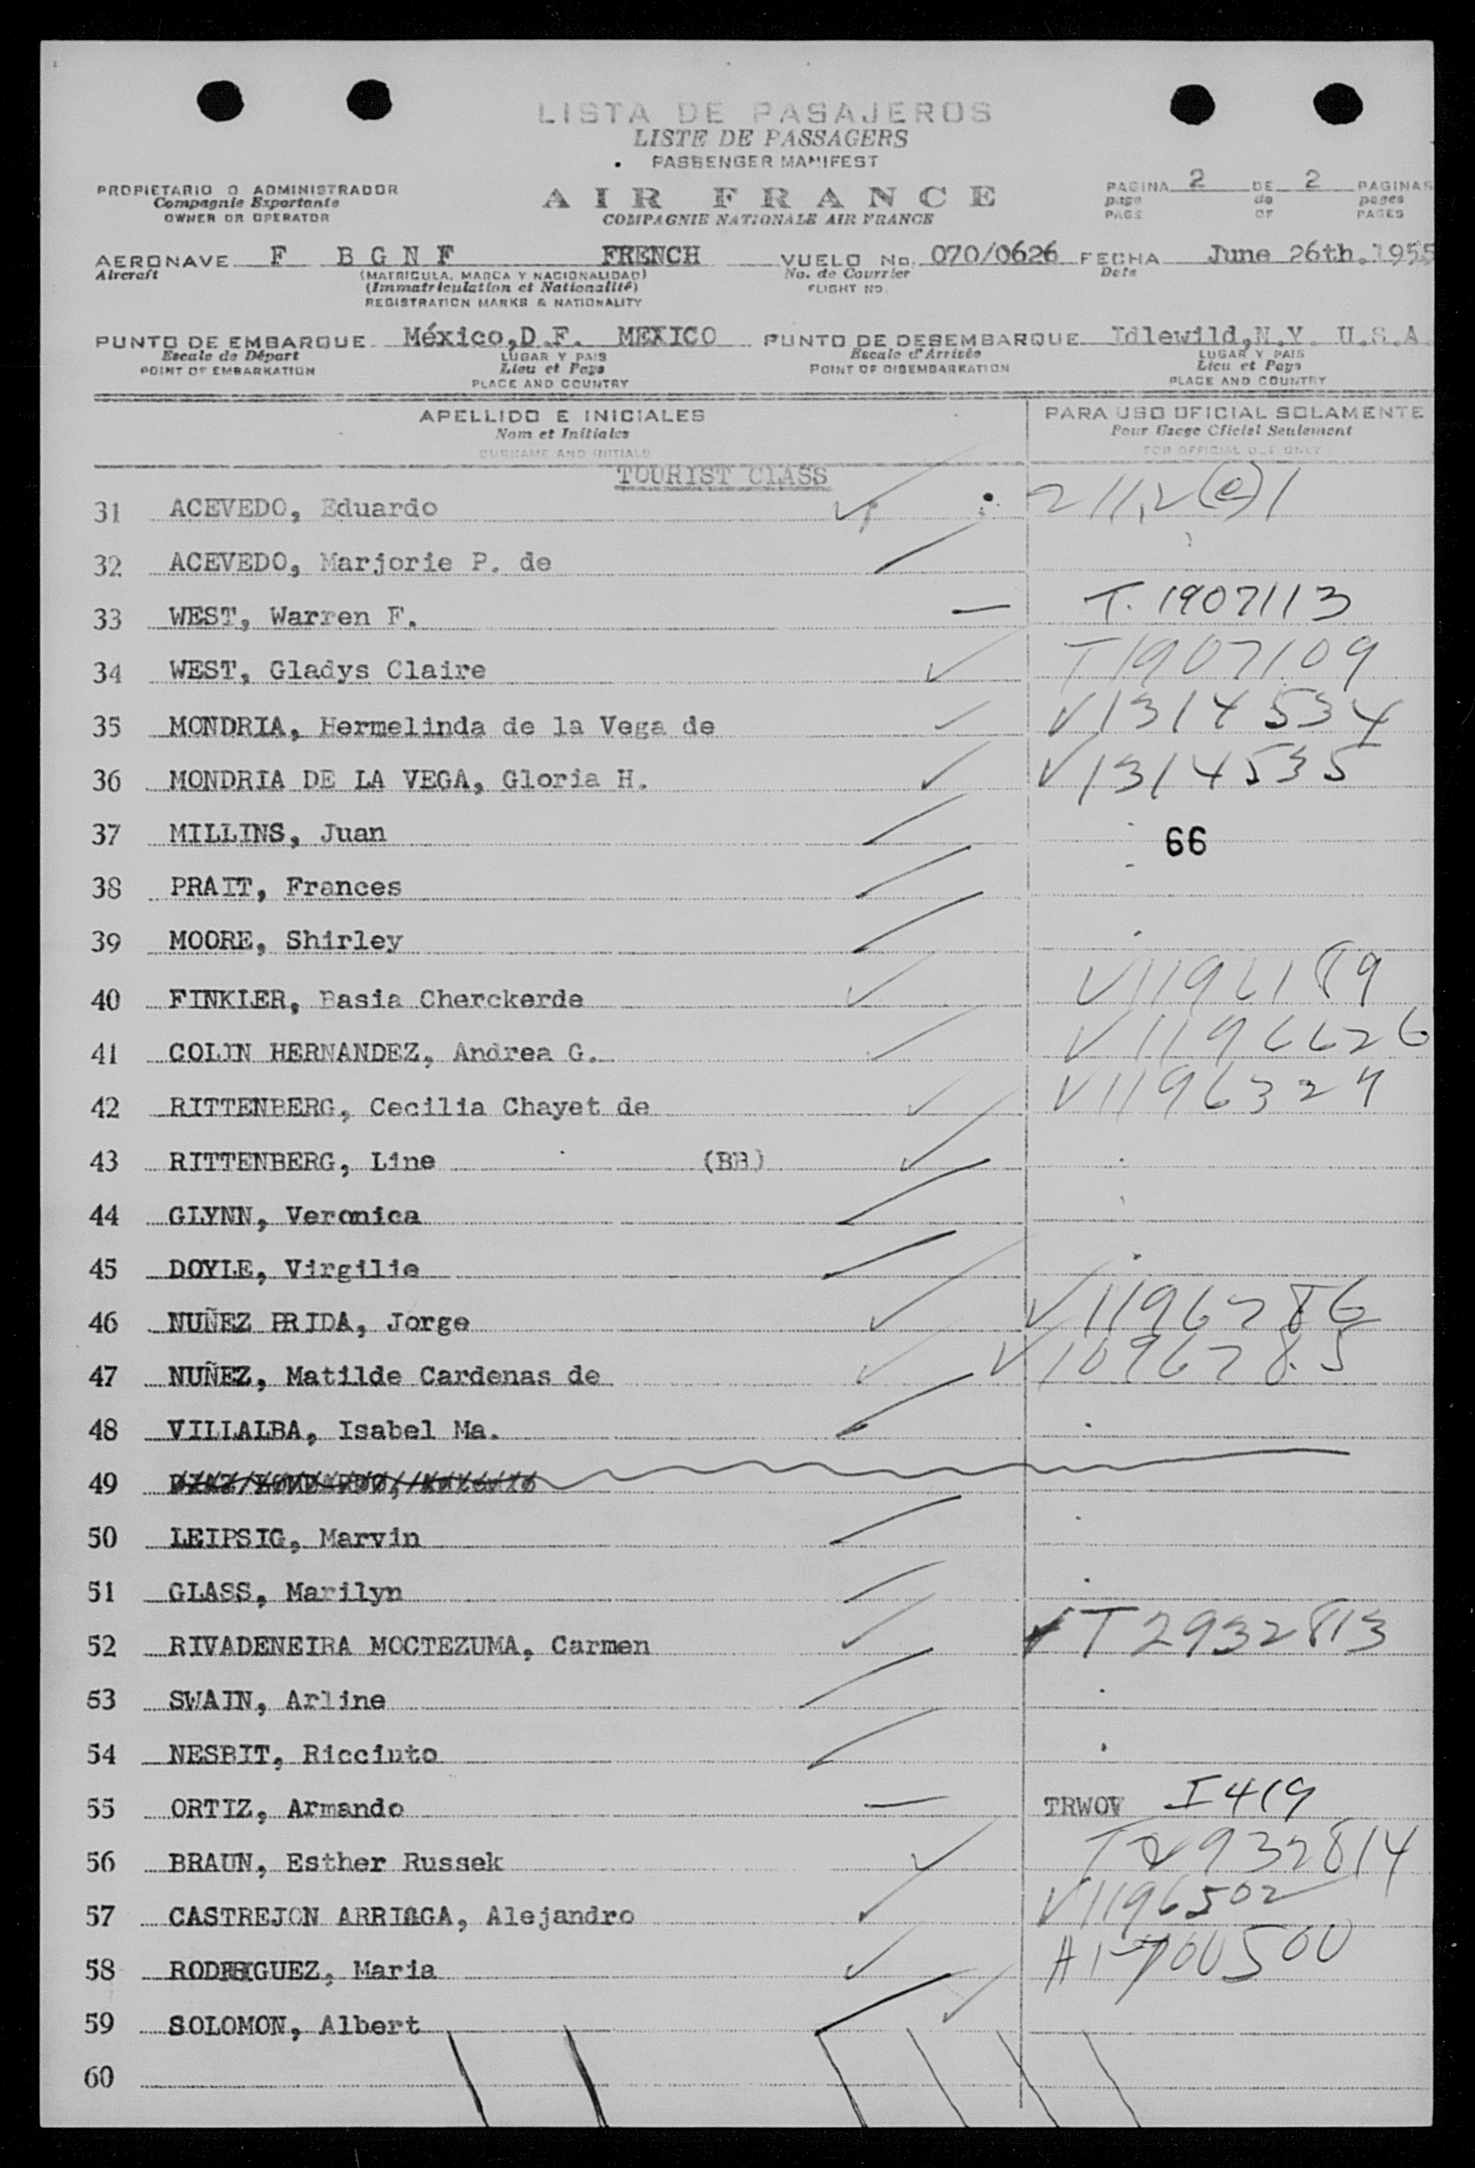 LISTA DE PASAJEROS
LISTE DE PASSAGERS
PASSENGER MANIFEST
PROPIETARIO O ADMINISTRADOR
Compagnie Exportante
OWNER OR OPERATOR
AIR FRANCE
COMPAGNIE NATIONALE AIR FRANCE
PAGINA 2 DE 2 PAGINAS
page de pages
PAGE OF PAGES
AERONAVE F BGNF FRENCH VUELO No. 070/0626 FECHA June 26th.1955
Aircraft (MATRICULA, MARCA Y NACIONALIDAD) No. de Courrier Date
(Immatriculation et Nationalité) FLIGHT NO.
REGISTRATION MARKS & NATIONALITY
PUNTO DE EMBARQUE México,D.F. MEXICO PUNTO DE DESEMBARQUE Idlewild,N.Y. U.S.A.
Escale de Départ LUGAR Y PAIS Escale d'Arrivée LUGAR Y PAIS
POINT OF EMBARKATION Lieu et Pays POINT OF DISEMBARKATION Lieu et Pays
PLACE AND COUNTRY PLACE AND COUNTRY
APELLIDO E INICIALES PARA USO OFICIAL SOLAMENTE
Nom et Initiales Pour Usage Officiel Seulement
SURNAME AND INITIALS FOR OFFICIAL USE ONLY
TOURIST CLASS
31 ACEVEDO, Eduardo
32 ACEVEDO, Marjorie P. de
33 WEST, Warren F. T. 1907113
34 WEST, Gladys Claire T1907109
35 MONDRIA, Hermelinda de la Vega de V1314534
36 MONDRIA DE LA VEGA, Gloria H. V1314535
37 MILLINS, Juan 66
38 PRAIT, Frances
39 MOORE, Shirley
40 FINKLER, Basia Cherckerde V1196189
41 COLIN HERNANDEZ, Andrea G. V1196626
42 RITTENBERG, Cecilia Chayet de V1196327
43 RITTENBERG, Line (BB)
44 GLYNN, Veronica
45 DOYLE, Virgilie
46 NUÑEZ PRIDA, Jorge V1196786
47 NUÑEZ, Matilde Cardenas de V1096785
48 VILLALBA, Isabel Ma.
49
50 LEIPSIG, Marvin
51 GLASS, Marilyn
52 RIVADENEIRA MOCTEZUMA, Carmen T2932813
53 SWAIN, Arline
54 NESBIT, Ricciuto
55 ORTIZ, Armando TRWOV I419
56 BRAUN, Esther Russek T2932814
57 CASTREJON ARRIAGA, Alejandro V1196502
58 RODRIGUEZ, Maria
59 SOLOMON, Albert
60